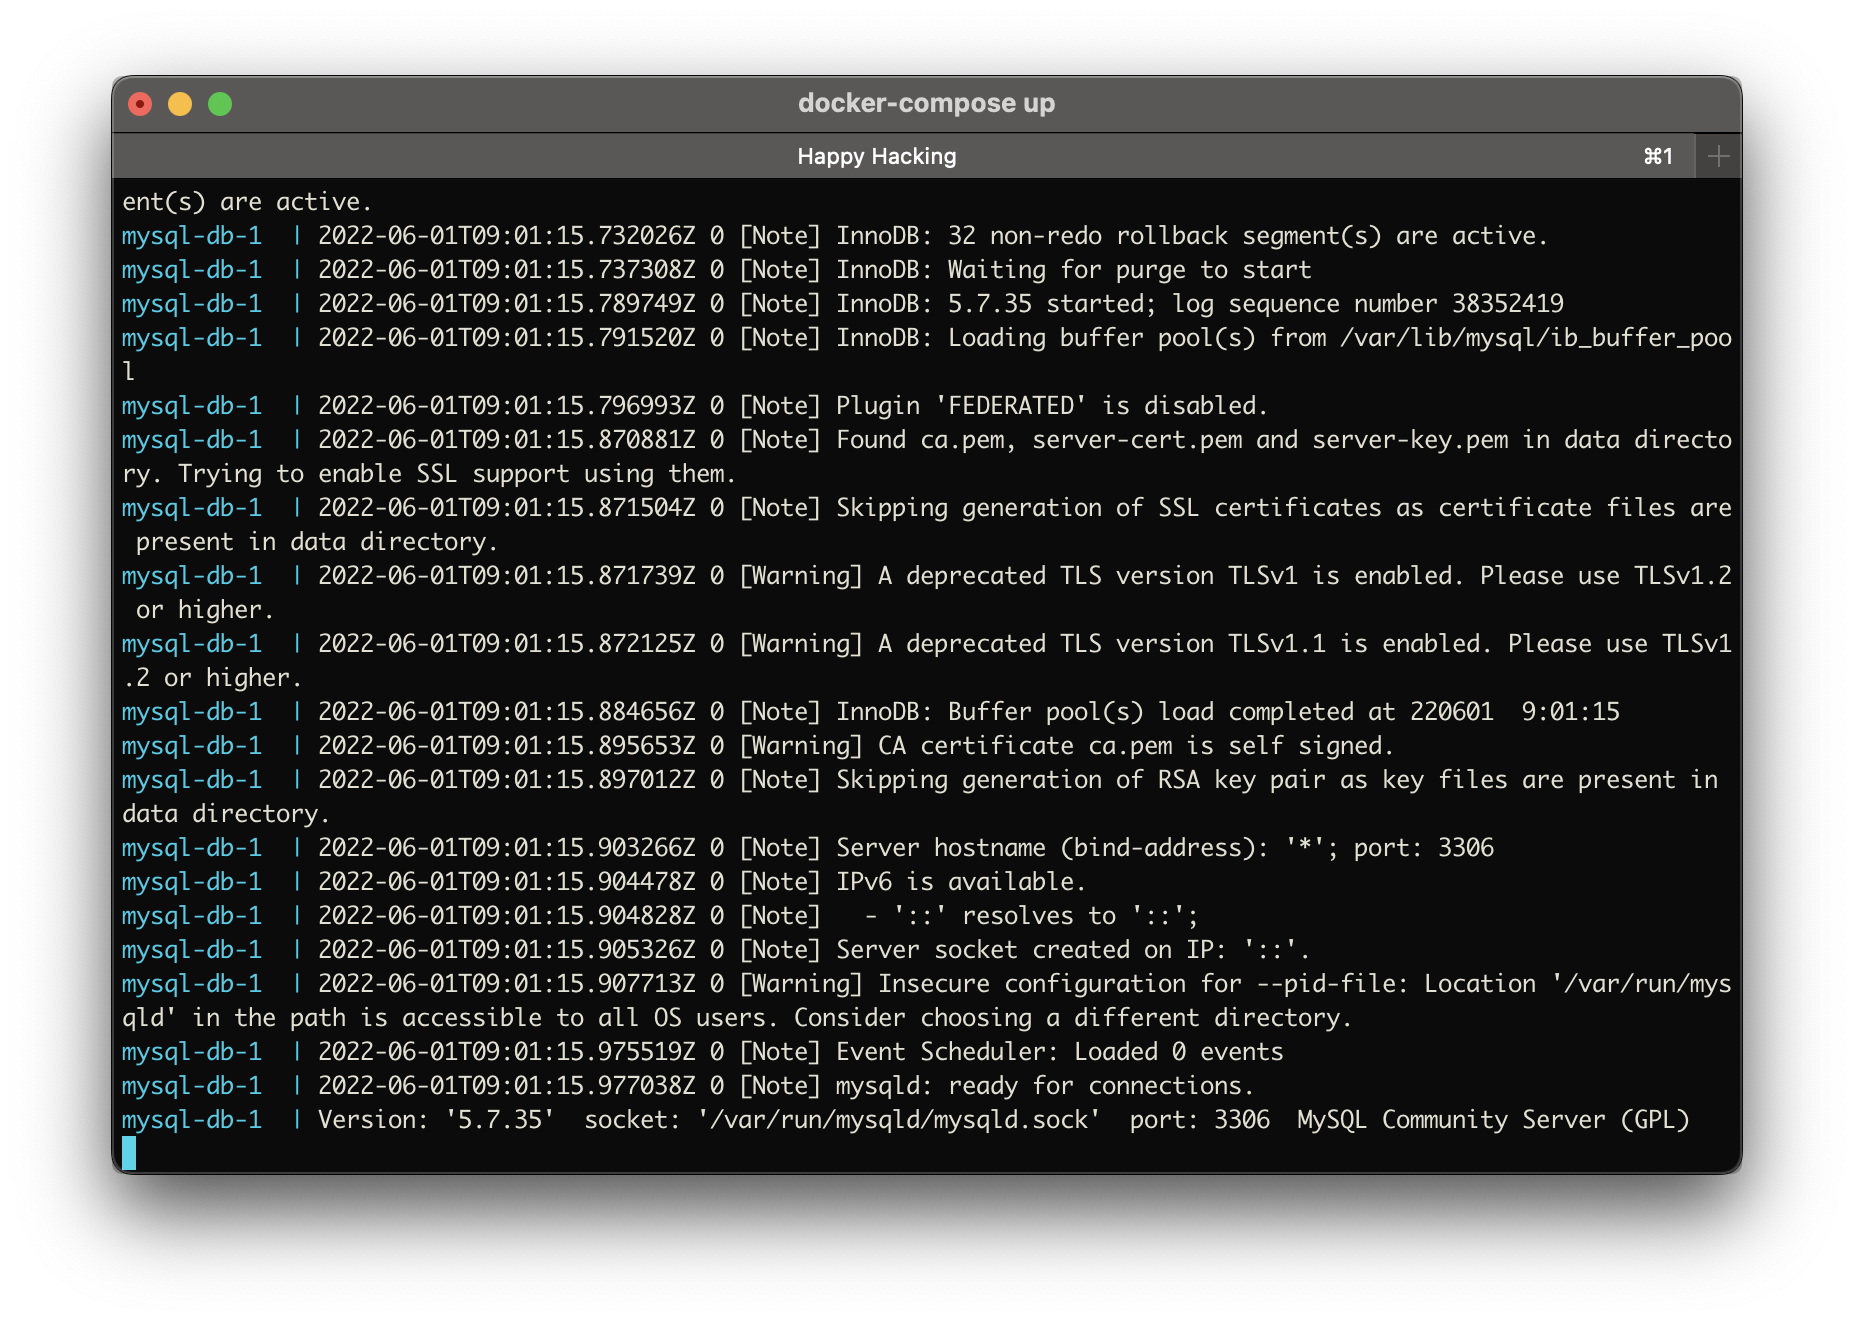 docker-compose up
Happy Hacking ⌘1
ent(s) are active.
mysql-db-1  | 2022-06-01T09:01:15.732026Z 0 [Note] InnoDB: 32 non-redo rollback segment(s) are active.
mysql-db-1  | 2022-06-01T09:01:15.737308Z 0 [Note] InnoDB: Waiting for purge to start
mysql-db-1  | 2022-06-01T09:01:15.789749Z 0 [Note] InnoDB: 5.7.35 started; log sequence number 38352419
mysql-db-1  | 2022-06-01T09:01:15.791520Z 0 [Note] InnoDB: Loading buffer pool(s) from /var/lib/mysql/ib_buffer_poo
l
mysql-db-1  | 2022-06-01T09:01:15.796993Z 0 [Note] Plugin 'FEDERATED' is disabled.
mysql-db-1  | 2022-06-01T09:01:15.870881Z 0 [Note] Found ca.pem, server-cert.pem and server-key.pem in data directo
ry. Trying to enable SSL support using them.
mysql-db-1  | 2022-06-01T09:01:15.871504Z 0 [Note] Skipping generation of SSL certificates as certificate files are
 present in data directory.
mysql-db-1  | 2022-06-01T09:01:15.871739Z 0 [Warning] A deprecated TLS version TLSv1 is enabled. Please use TLSv1.2
 or higher.
mysql-db-1  | 2022-06-01T09:01:15.872125Z 0 [Warning] A deprecated TLS version TLSv1.1 is enabled. Please use TLSv1
.2 or higher.
mysql-db-1  | 2022-06-01T09:01:15.884656Z 0 [Note] InnoDB: Buffer pool(s) load completed at 220601  9:01:15
mysql-db-1  | 2022-06-01T09:01:15.895653Z 0 [Warning] CA certificate ca.pem is self signed.
mysql-db-1  | 2022-06-01T09:01:15.897012Z 0 [Note] Skipping generation of RSA key pair as key files are present in
data directory.
mysql-db-1  | 2022-06-01T09:01:15.903266Z 0 [Note] Server hostname (bind-address): '*'; port: 3306
mysql-db-1  | 2022-06-01T09:01:15.904478Z 0 [Note] IPv6 is available.
mysql-db-1  | 2022-06-01T09:01:15.904828Z 0 [Note]   - '::' resolves to '::';
mysql-db-1  | 2022-06-01T09:01:15.905326Z 0 [Note] Server socket created on IP: '::'.
mysql-db-1  | 2022-06-01T09:01:15.907713Z 0 [Warning] Insecure configuration for --pid-file: Location '/var/run/mys
qld' in the path is accessible to all OS users. Consider choosing a different directory.
mysql-db-1  | 2022-06-01T09:01:15.975519Z 0 [Note] Event Scheduler: Loaded 0 events
mysql-db-1  | 2022-06-01T09:01:15.977038Z 0 [Note] mysqld: ready for connections.
mysql-db-1  | Version: '5.7.35'  socket: '/var/run/mysqld/mysqld.sock'  port: 3306  MySQL Community Server (GPL)